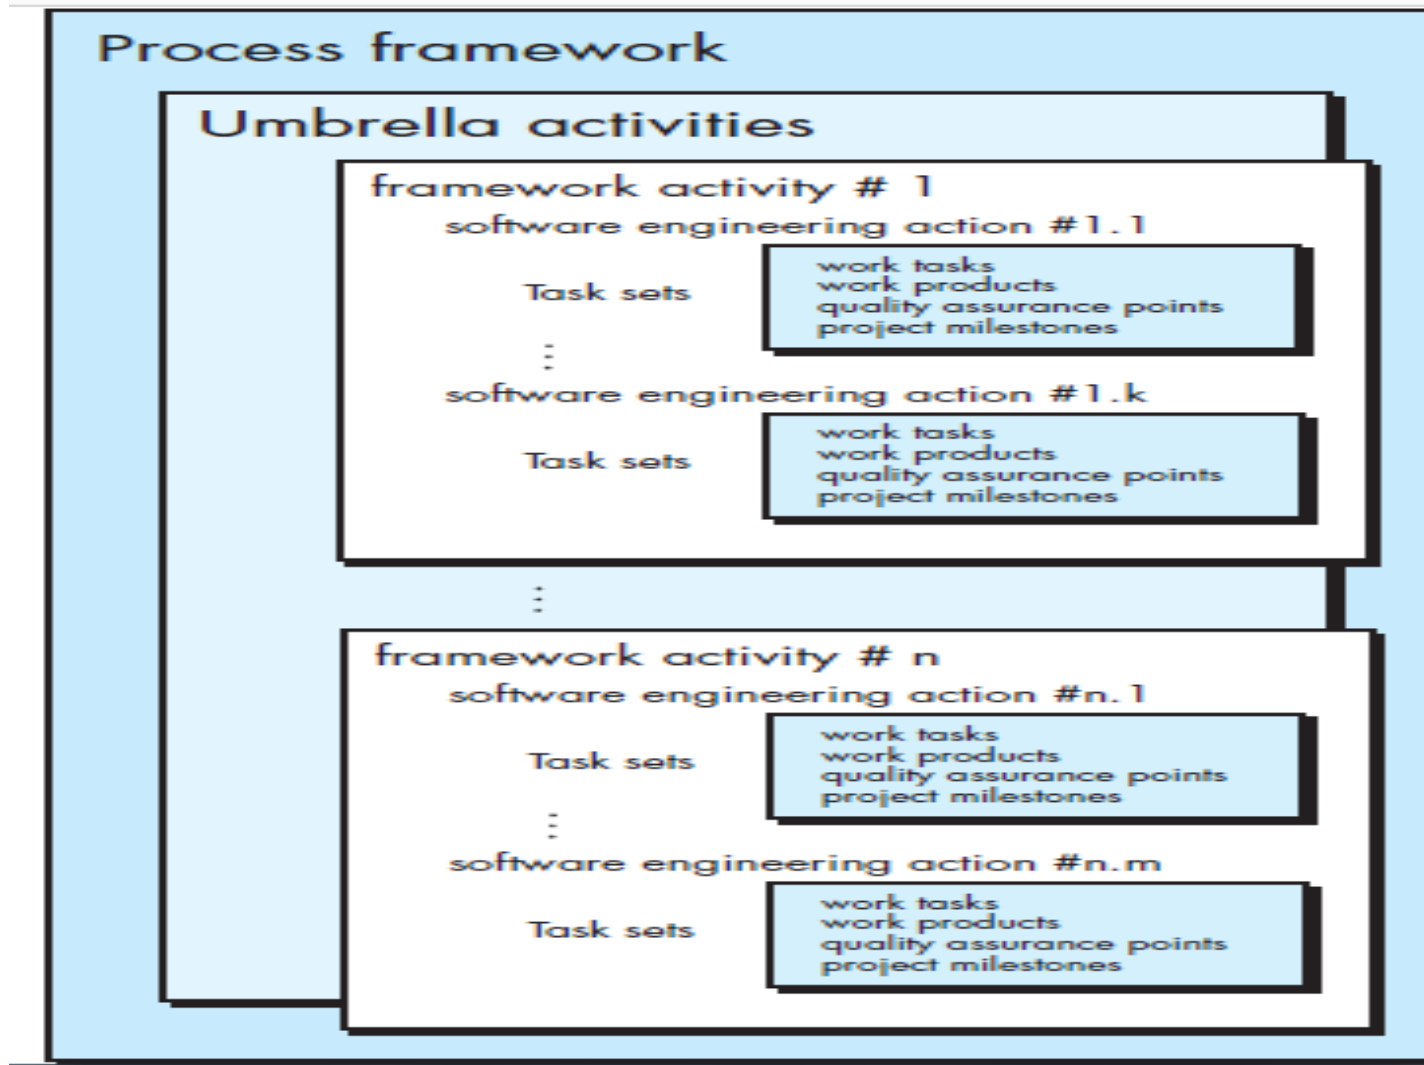 Process framework
Umbrella activities
framework activity # 1
software engineering action #1.1
Task sets
work tasks
work products
quality assurance points
project milestones
software engineering action #1.k
Task sets
work tasks
work products
quality assurance points
project milestones
framework activity # n
software engineering action #n.1
Task sets
work tasks
work products
quality assurance points
project milestones
software engineering action #n.m
Task sets
work tasks
work products
quality assurance points
project milestones